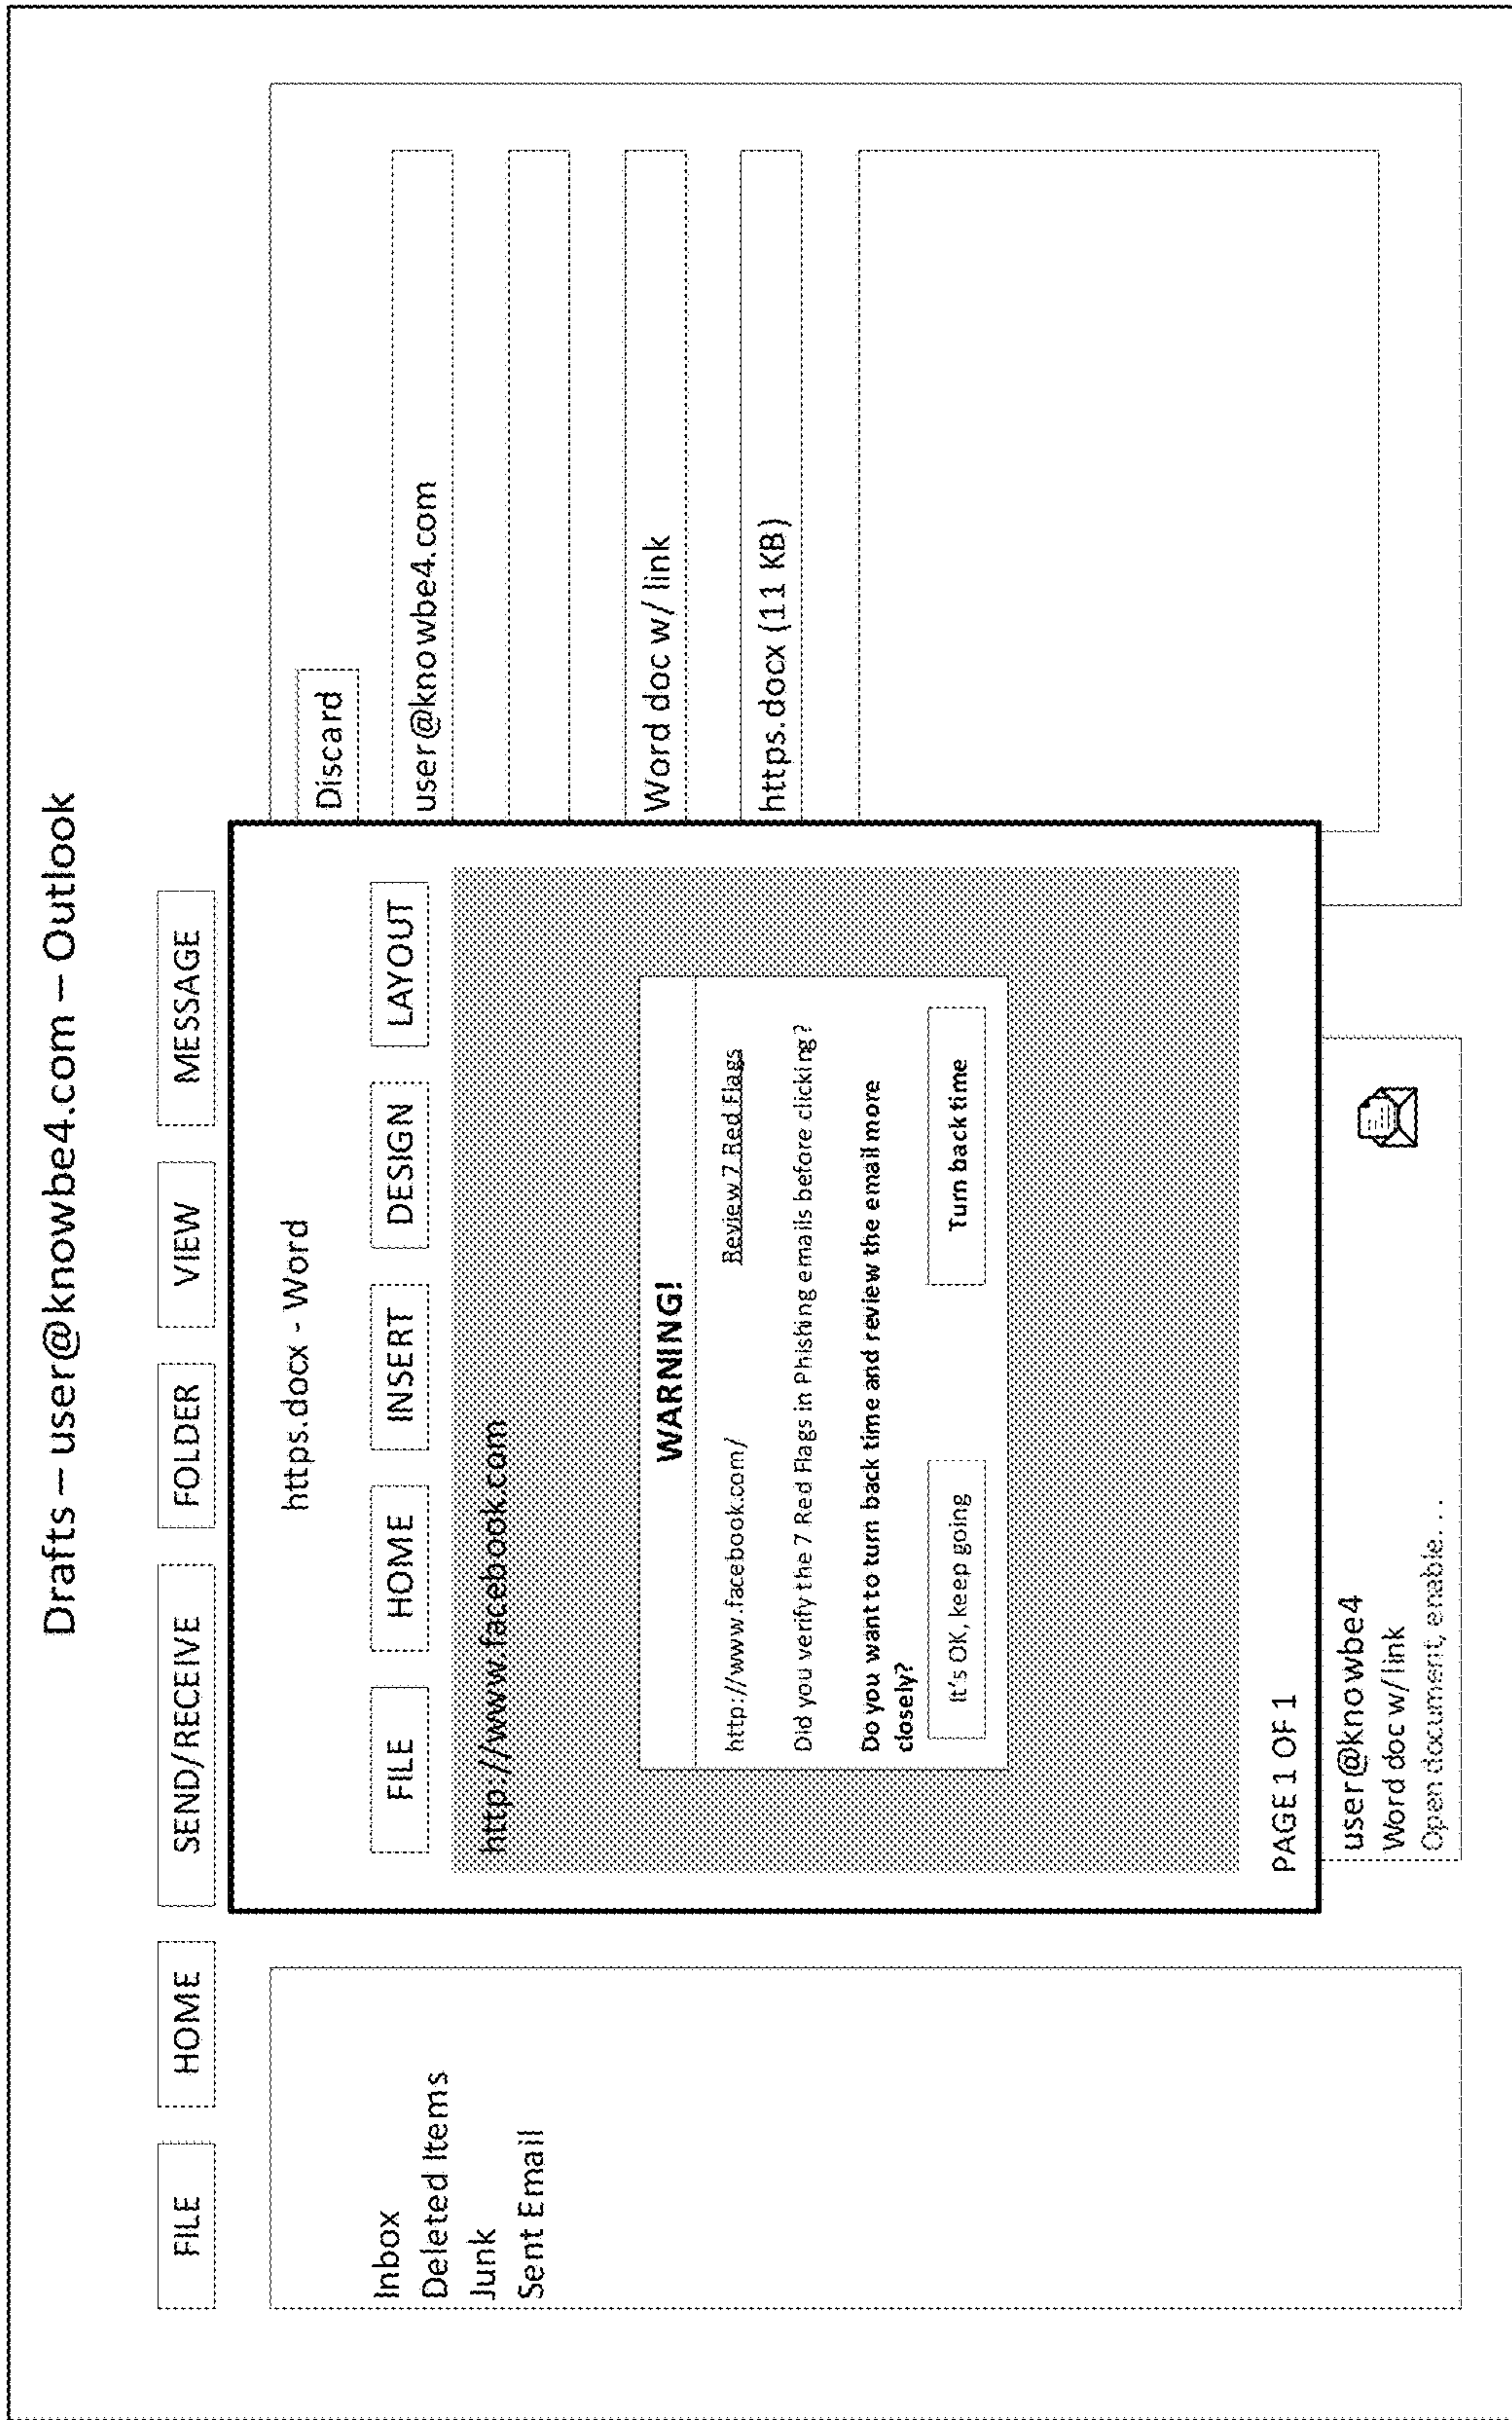 Drafts – user@knowbe4.com – Outlook
FILE HOME SEND/RECEIVE FOLDER VIEW MESSAGE
Inbox
Deleted Items
Junk
Sent Email
https.docx - Word
FILE HOME INSERT DESIGN LAYOUT
http://www.facebook.com
WARNING!
http://www.facebook.com/ Review 7 Red Flags
Did you verify the 7 Red Flags in Phishing emails before clicking?
Do you want to turn back time and review the email more
closely?
It's OK, keep going Turn back time
PAGE 1 OF 1
user@knowbe4
Word doc w/ link
Open document, enable. . .
Discard
user@knowbe4.com
Word doc w/ link
https.docx (11 KB)